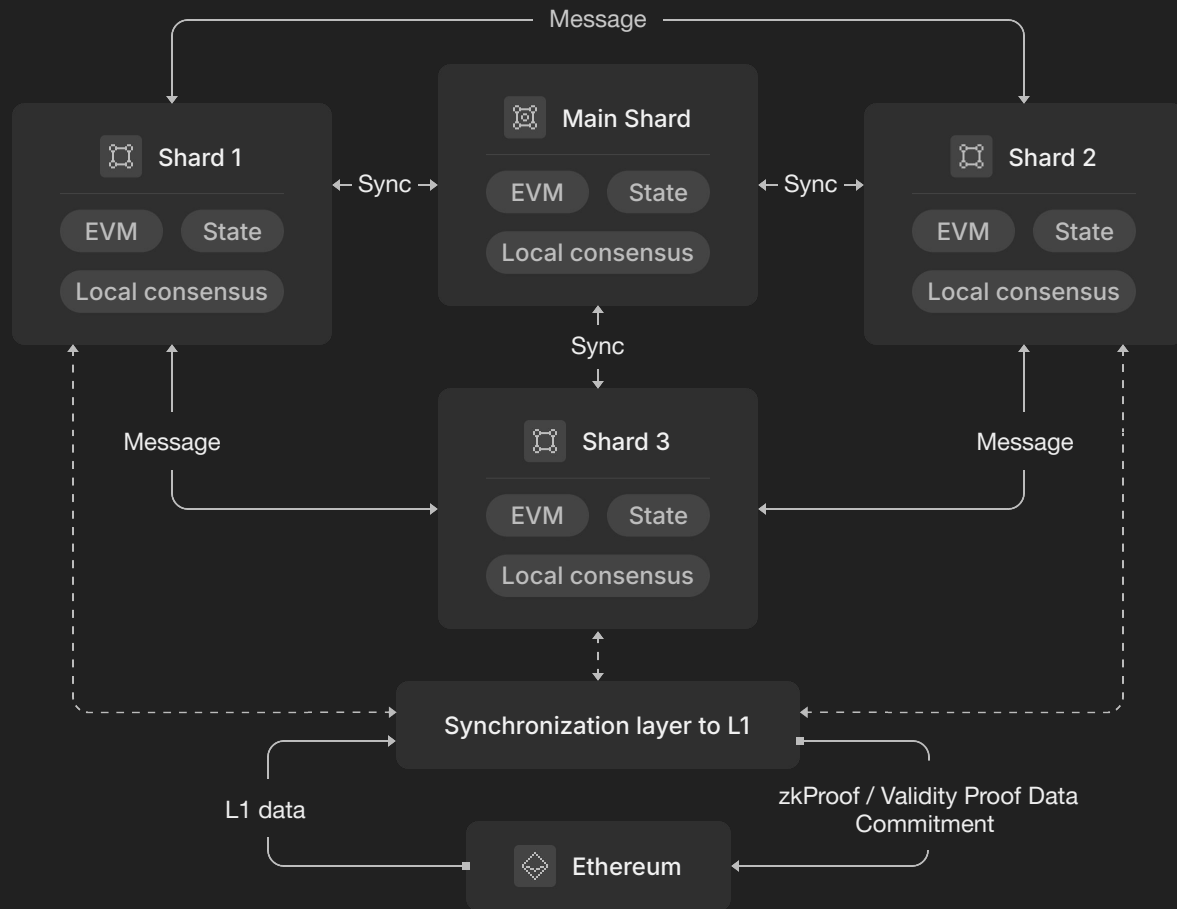 Message
Main Shard
Shard 1
Shard 2
Sync
Sync
EVM
State
EVM
State
EVM
State
Local consensus
Local consensus
Local consensus
Sync
Message
Shard 3
Message
EVM
State
Local consensus
Synchronization layer to L1
L1 data
zkProof / Validity Proof Data
Commitment
Ethereum